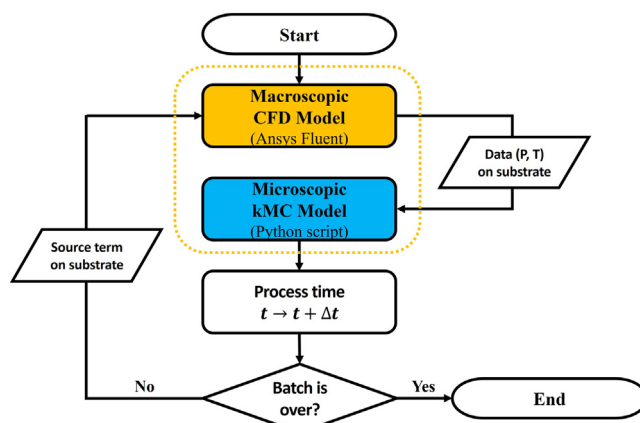 Start
Macroscopic
CFD Model
(Ansys Fluent)
Data (P, T)
on substrate
Microscopic
kMC Model
(Python script)
Source term
on substrate
Process time
t → t + Δt
Batch is
over?
No
Yes
End